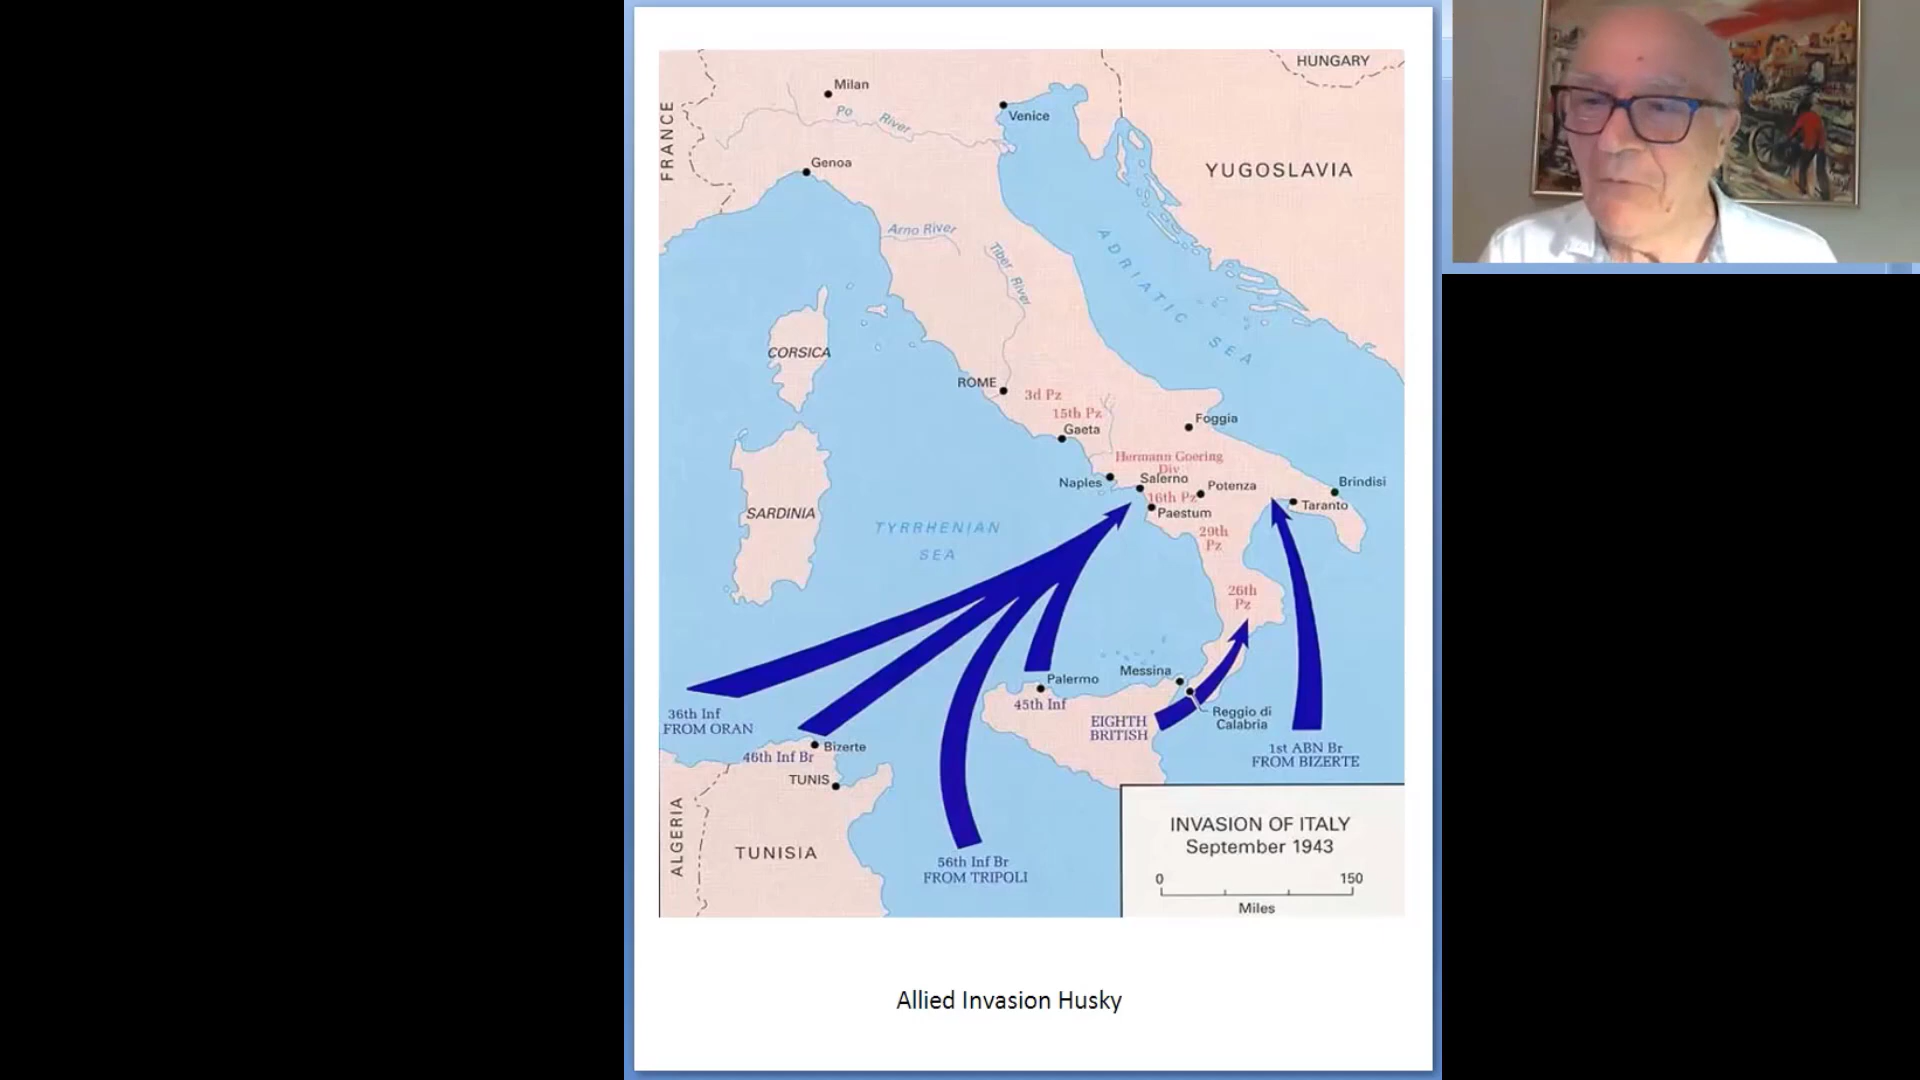 HUNGARY
Milan
Po River
Venice
FRANCE
Genoa
YUGOSLAVIA
Arno River
Tiber River
ADRIATIC SEA
CORSICA
ROME
3d Pz
15th Pz
Gaeta
Foggia
Hermann Goering
Div
Naples
Salerno
Potenza
Brindisi
16th Pz
Paestum
Taranto
SARDINIA
TYRRHENIAN
SEA
29th
Pz
26th
Pz
Messina
Palermo
45th Inf
EIGHTH
BRITISH
Reggio di
Calabria
36th Inf
FROM ORAN
46th Inf Br
Bizerte
TUNIS
1st ABN Br
FROM BIZERTE
ALGERIA
TUNISIA
56th Inf Br
FROM TRIPOLI
INVASION OF ITALY
September 1943
0 150
Miles
Allied Invasion Husky